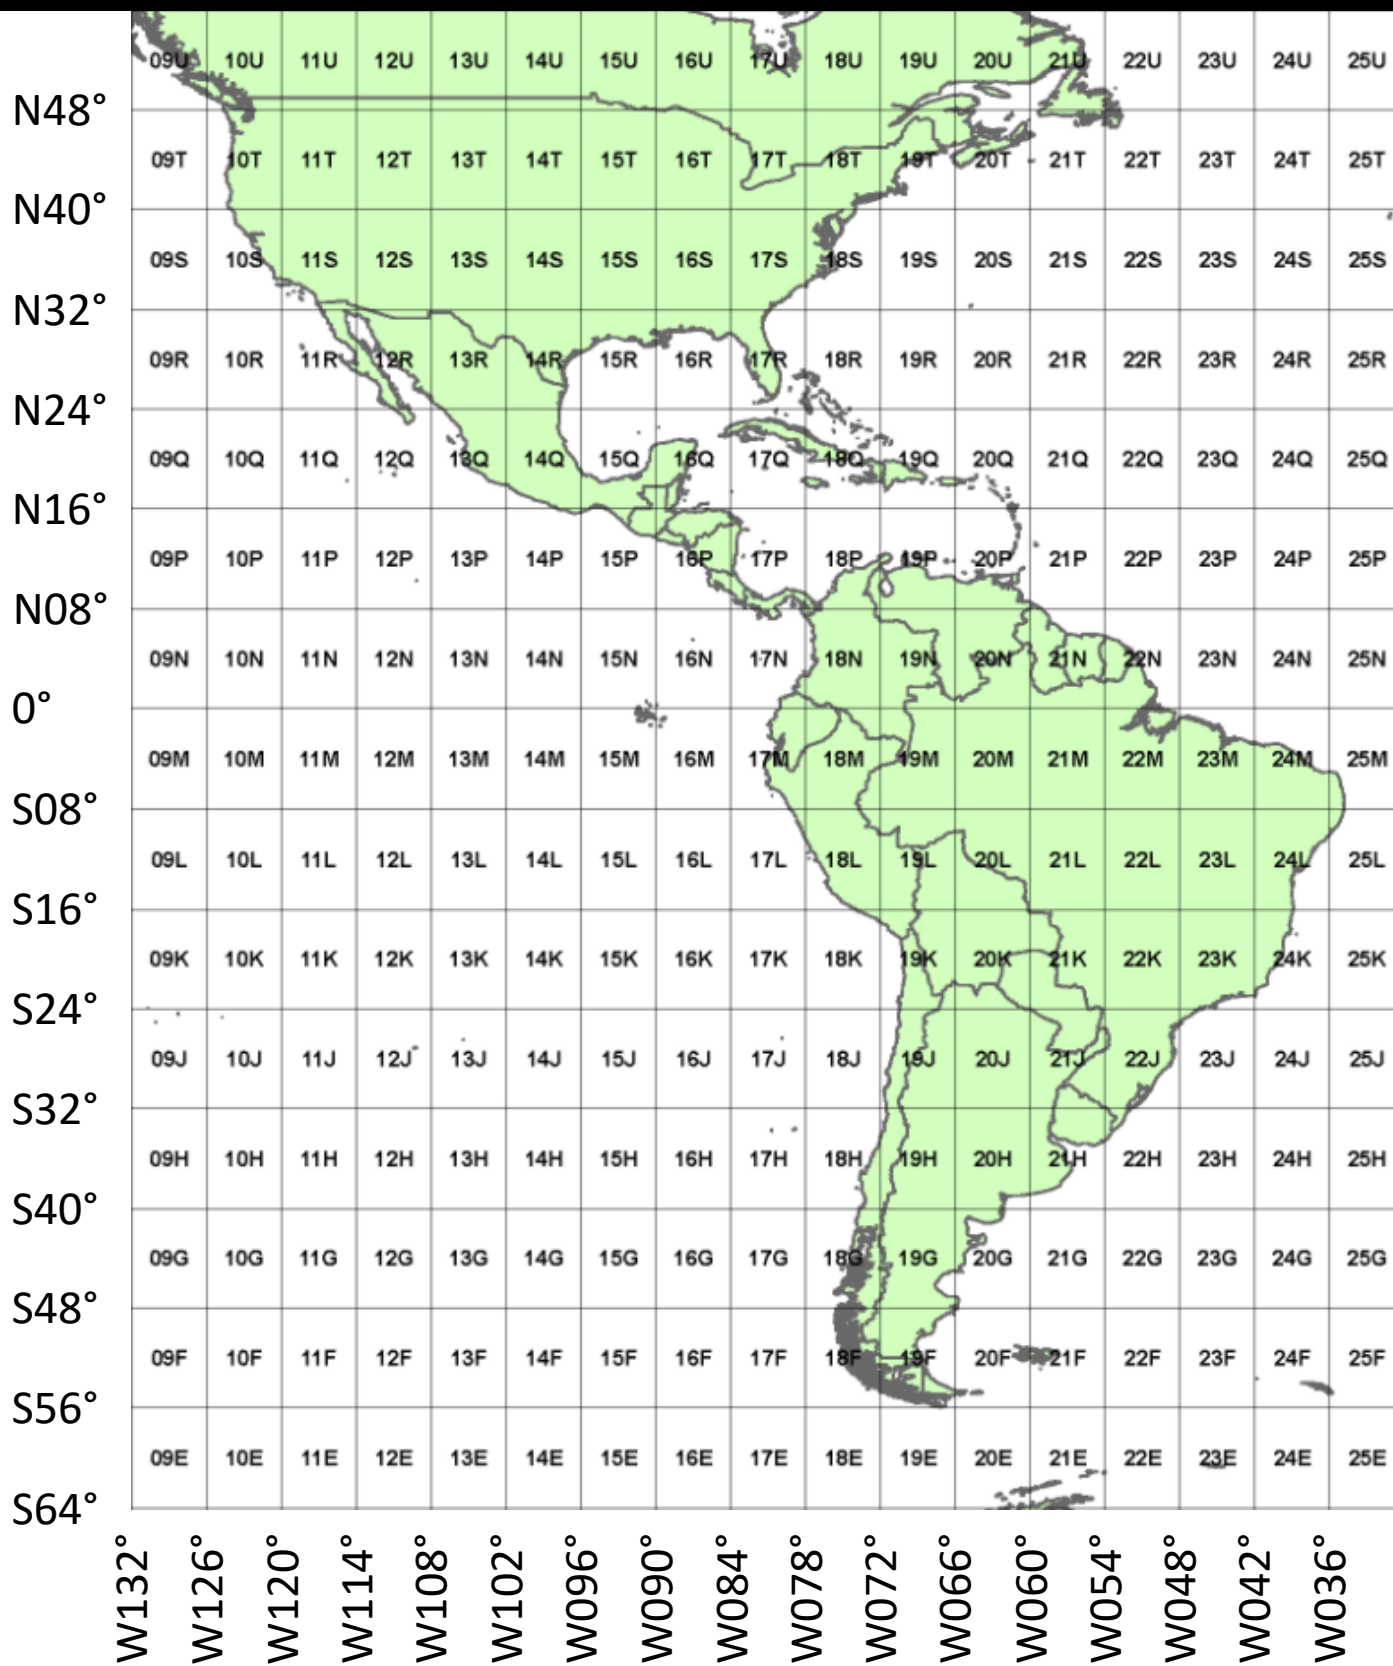 09U 10U 11U 12U 13U 14U 15U 16U 17U 18U 19U 20U 21U 22U 23U 24U 25U
N48°
09T 10T 11T 12T 13T 14T 15T 16T 17T 18T 19T 20T 21T 22T 23T 24T 25T
N40°
09S 10S 11S 12S 13S 14S 15S 16S 17S 18S 19S 20S 21S 22S 23S 24S 25S
N32°
09R 10R 11R 12R 13R 14R 15R 16R 17R 18R 19R 20R 21R 22R 23R 24R 25R
N24°
09Q 10Q 11Q 12Q 13Q 14Q 15Q 16Q 17Q 18Q 19Q 20Q 21Q 22Q 23Q 24Q 25Q
N16°
09P 10P 11P 12P 13P 14P 15P 16P 17P 18P 19P 20P 21P 22P 23P 24P 25P
N08°
09N 10N 11N 12N 13N 14N 15N 16N 17N 18N 19N 20N 21N 22N 23N 24N 25N
0°
09M 10M 11M 12M 13M 14M 15M 16M 17M 18M 19M 20M 21M 22M 23M 24M 25M
S08°
09L 10L 11L 12L 13L 14L 15L 16L 17L 18L 19L 20L 21L 22L 23L 24L 25L
S16°
09K 10K 11K 12K 13K 14K 15K 16K 17K 18K 19K 20K 21K 22K 23K 24K 25K
S24°
09J 10J 11J 12J 13J 14J 15J 16J 17J 18J 19J 20J 21J 22J 23J 24J 25J
S32°
09H 10H 11H 12H 13H 14H 15H 16H 17H 18H 19H 20H 21H 22H 23H 24H 25H
S40°
09G 10G 11G 12G 13G 14G 15G 16G 17G 18G 19G 20G 21G 22G 23G 24G 25G
S48°
09F 10F 11F 12F 13F 14F 15F 16F 17F 18F 19F 20F 21F 22F 23F 24F 25F
S56°
09E 10E 11E 12E 13E 14E 15E 16E 17E 18E 19E 20E 21E 22E 23E 24E 25E
S64°
W132° W126° W120° W114° W108° W102° W096° W090° W084° W078° W072° W066° W060° W054° W048° W042° W036°